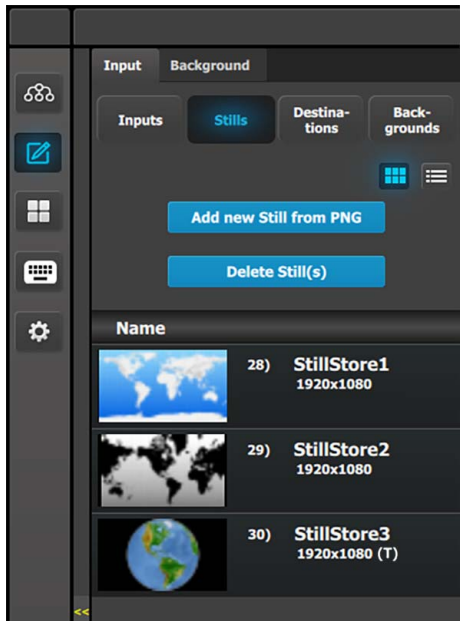 Input Background
Inputs
Stills
Destina-
tions
Back-
grounds
Add new Still from PNG
Delete Still(s)
Name
28) StillStore1
1920x1080
29) StillStore2
1920x1080
30) StillStore3
1920x1080 (T)
<<